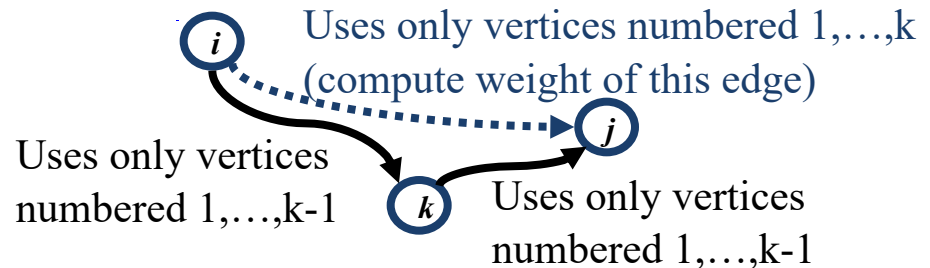 i
Uses only vertices numbered 1,…,k
(compute weight of this edge)
j
Uses only vertices
numbered 1,…,k-1
k
Uses only vertices
numbered 1,…,k-1